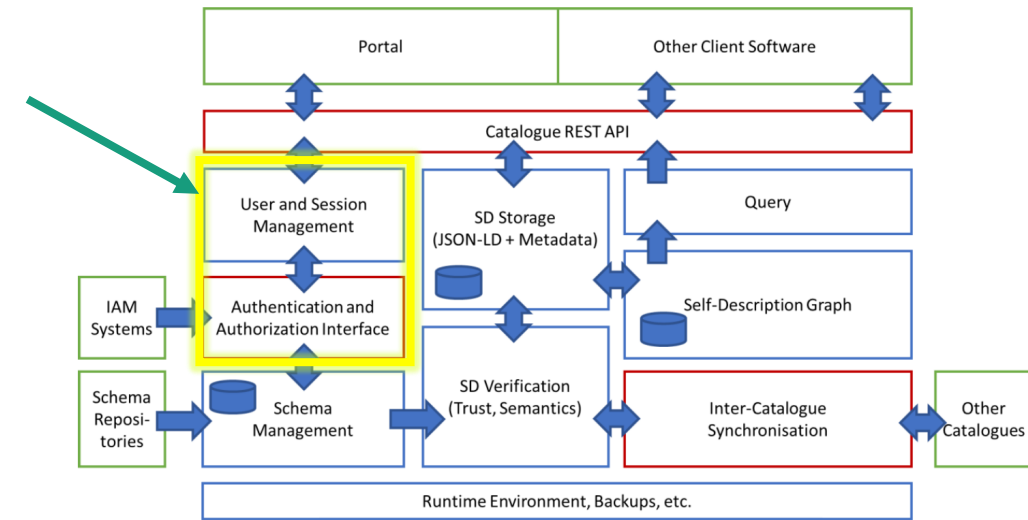 Portal
Other Client Software
Catalogue REST API
User and Session
Management
SD Storage
(JSON-LD + Metadata)
Query
IAM
Systems
Authentication and
Authorization Interface
Self-Description Graph
Schema
Reposi-
tories
Schema
Management
SD Verification
(Trust, Semantics)
Inter-Catalogue
Synchronisation
Other
Catalogues
Runtime Environment, Backups, etc.